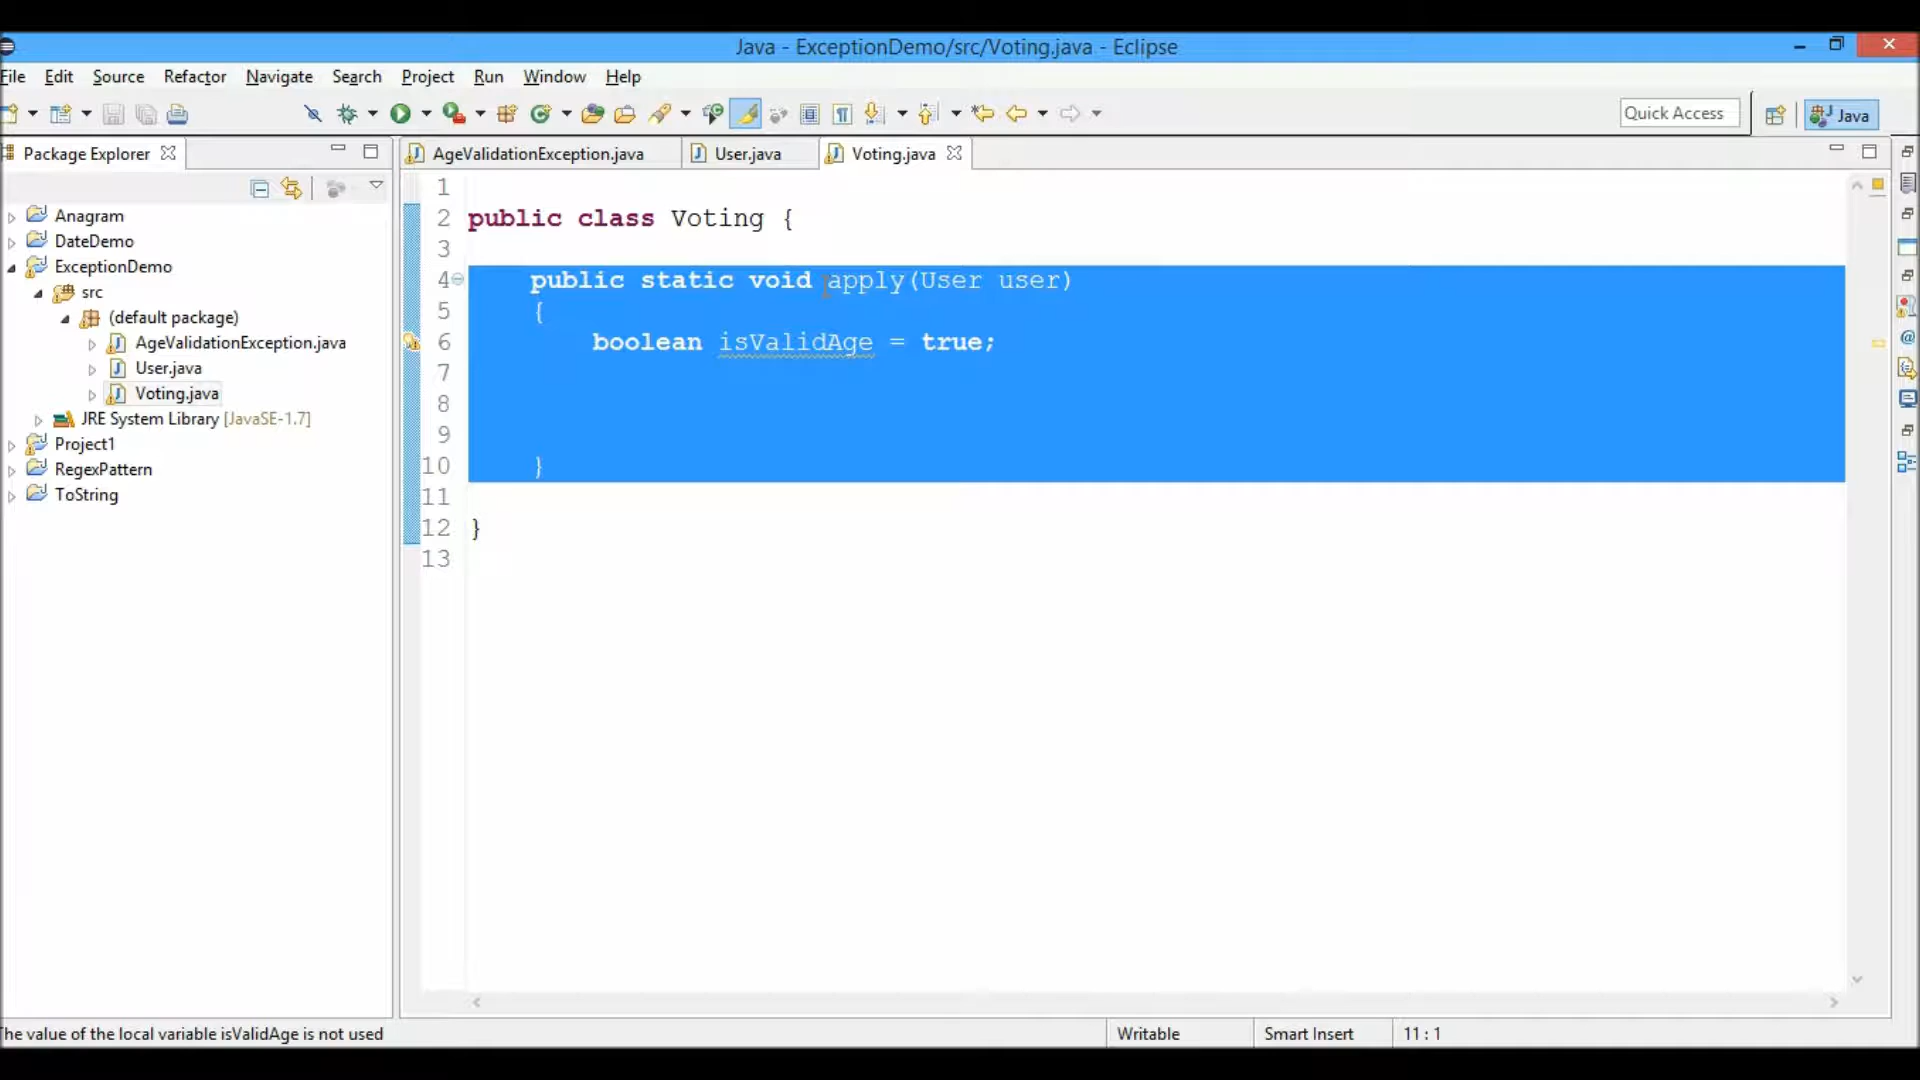 Java - ExceptionDemo/src/Voting.java - Eclipse
File Edit Source Refactor Navigate Search Project Run Window Help
Quick Access
Java
Package Explorer
AgeValidationException.java
User.java
Voting.java
Anagram
DateDemo
ExceptionDemo
src
(default package)
AgeValidationException.java
User.java
Voting.java
JRE System Library [JavaSE-1.7]
Project1
RegexPattern
ToString
1
2 public class Voting {
3
4 public static void apply(User user)
5 {
6 boolean isValidAge = true;
7
8
9
10 }
11
12 }
13
The value of the local variable isValidAge is not used
Writable
Smart Insert
11 : 1